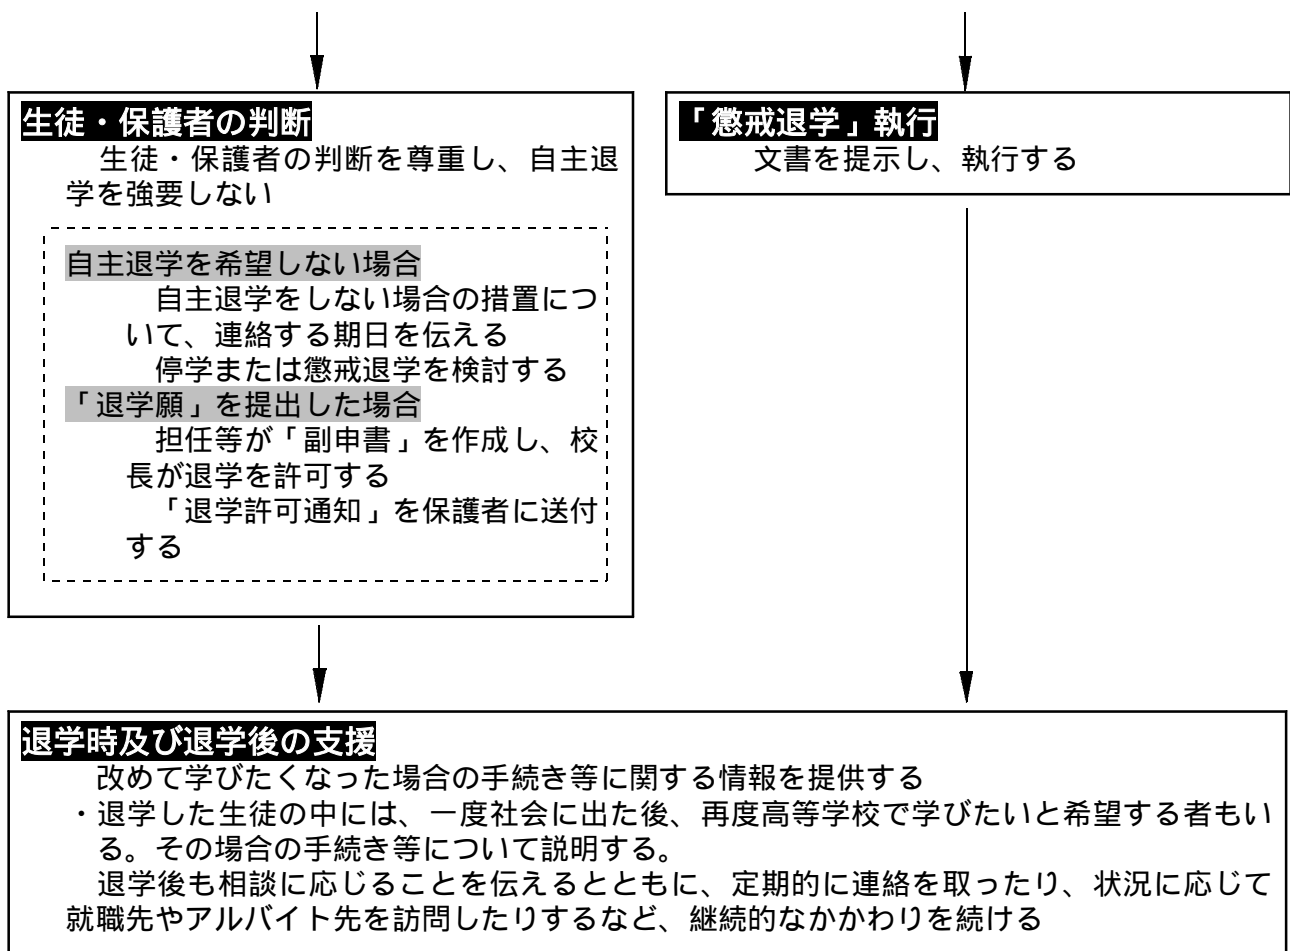 生徒・保護者の判断
生徒・保護者の判断を尊重し、自主退
学を強要しない
自主退学を希望しない場合
自主退学をしない場合の措置につ
いて、連絡する期日を伝える
停学または懲戒退学を検討する
「退学願」を提出した場合
担任等が「副申書」を作成し、校
長が退学を許可する
「退学許可通知」を保護者に送付
する
「懲戒退学」執行
文書を提示し、執行する
退学時及び退学後の支援
改めて学びたくなった場合の手続き等に関する情報を提供する
・退学した生徒の中には、一度社会に出た後、再度高等学校で学びたいと希望する者もい
る。その場合の手続き等について説明する。
退学後も相談に応じることを伝えるとともに、定期的に連絡を取ったり、状況に応じて
就職先やアルバイト先を訪問したりするなど、継続的なかかわりを続ける